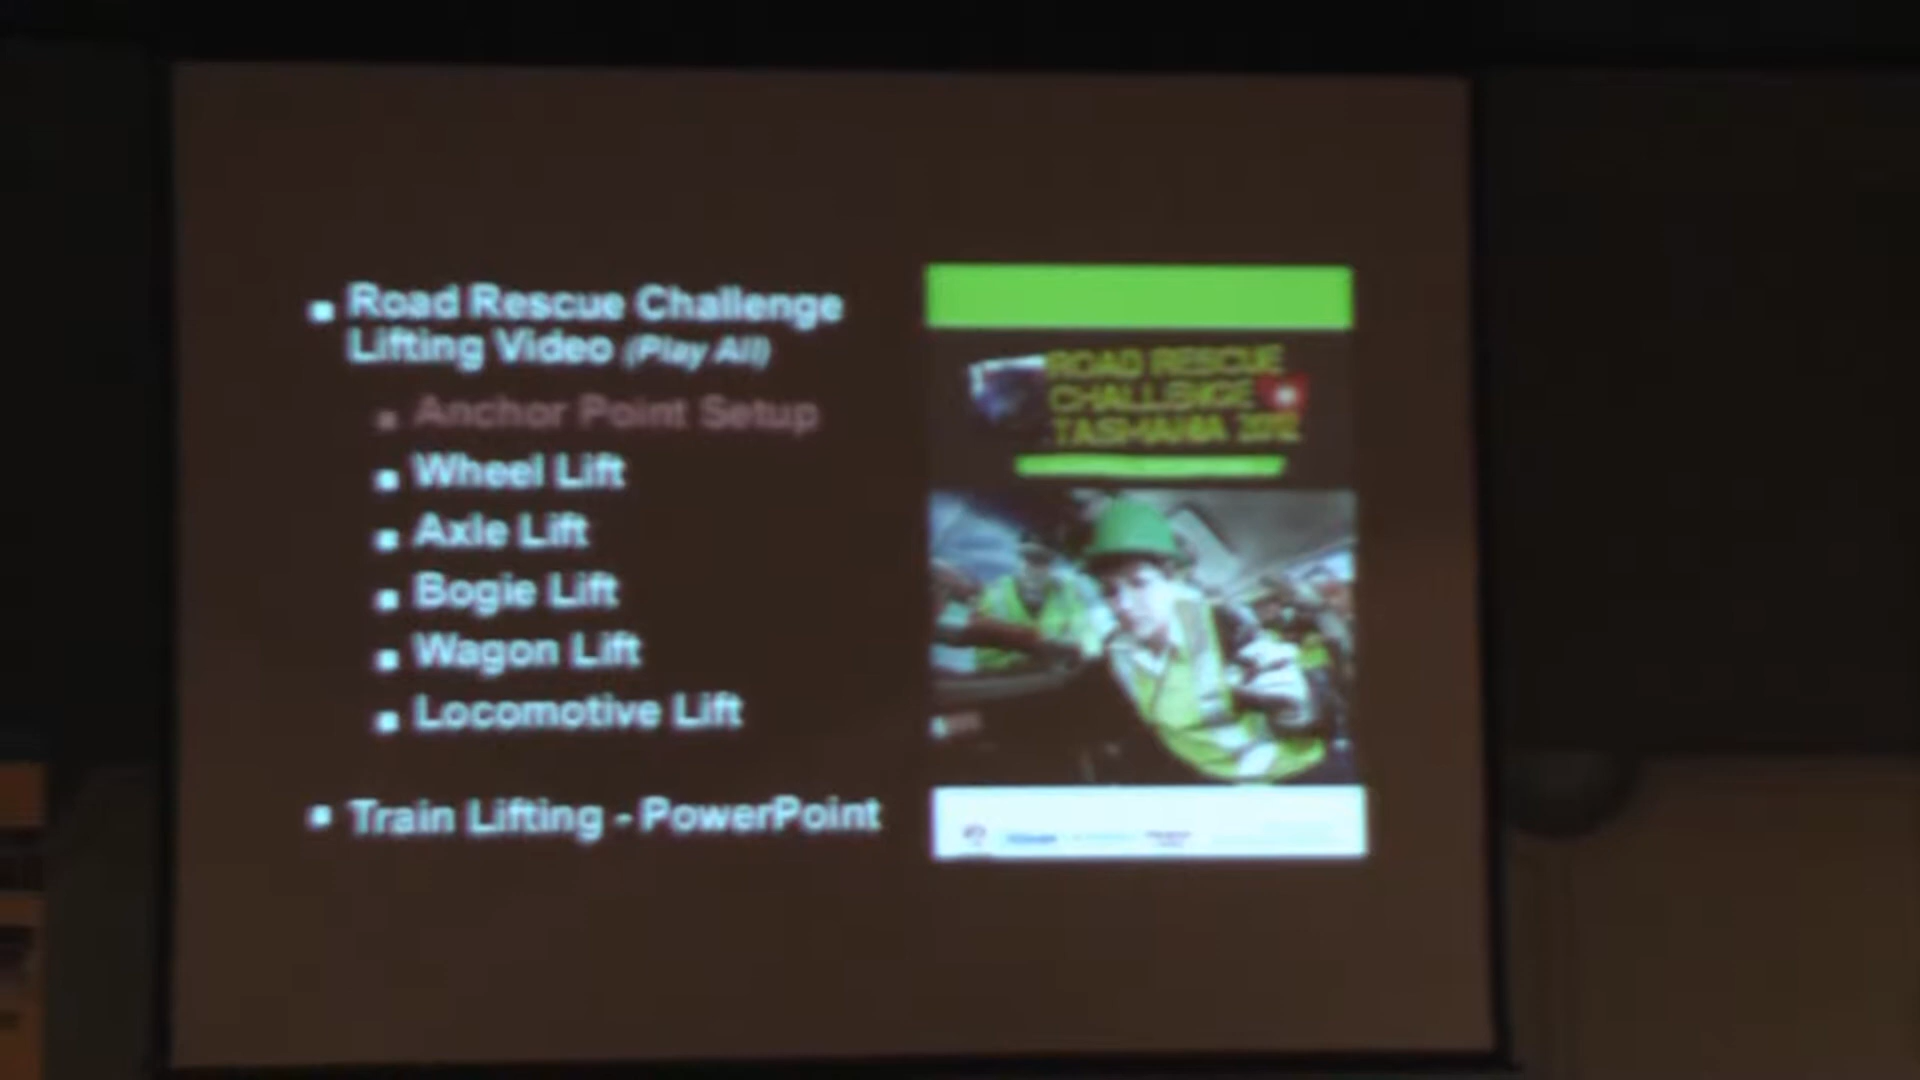 Road Rescue Challenge
Lifting Video (Play All)
Anchor Point Setup
Wheel Lift
Axle Lift
Bogie Lift
Wagon Lift
Locomotive Lift
Train Lifting - PowerPoint
ROAD RESCUE
CHALLENGE
TASMANIA 2012